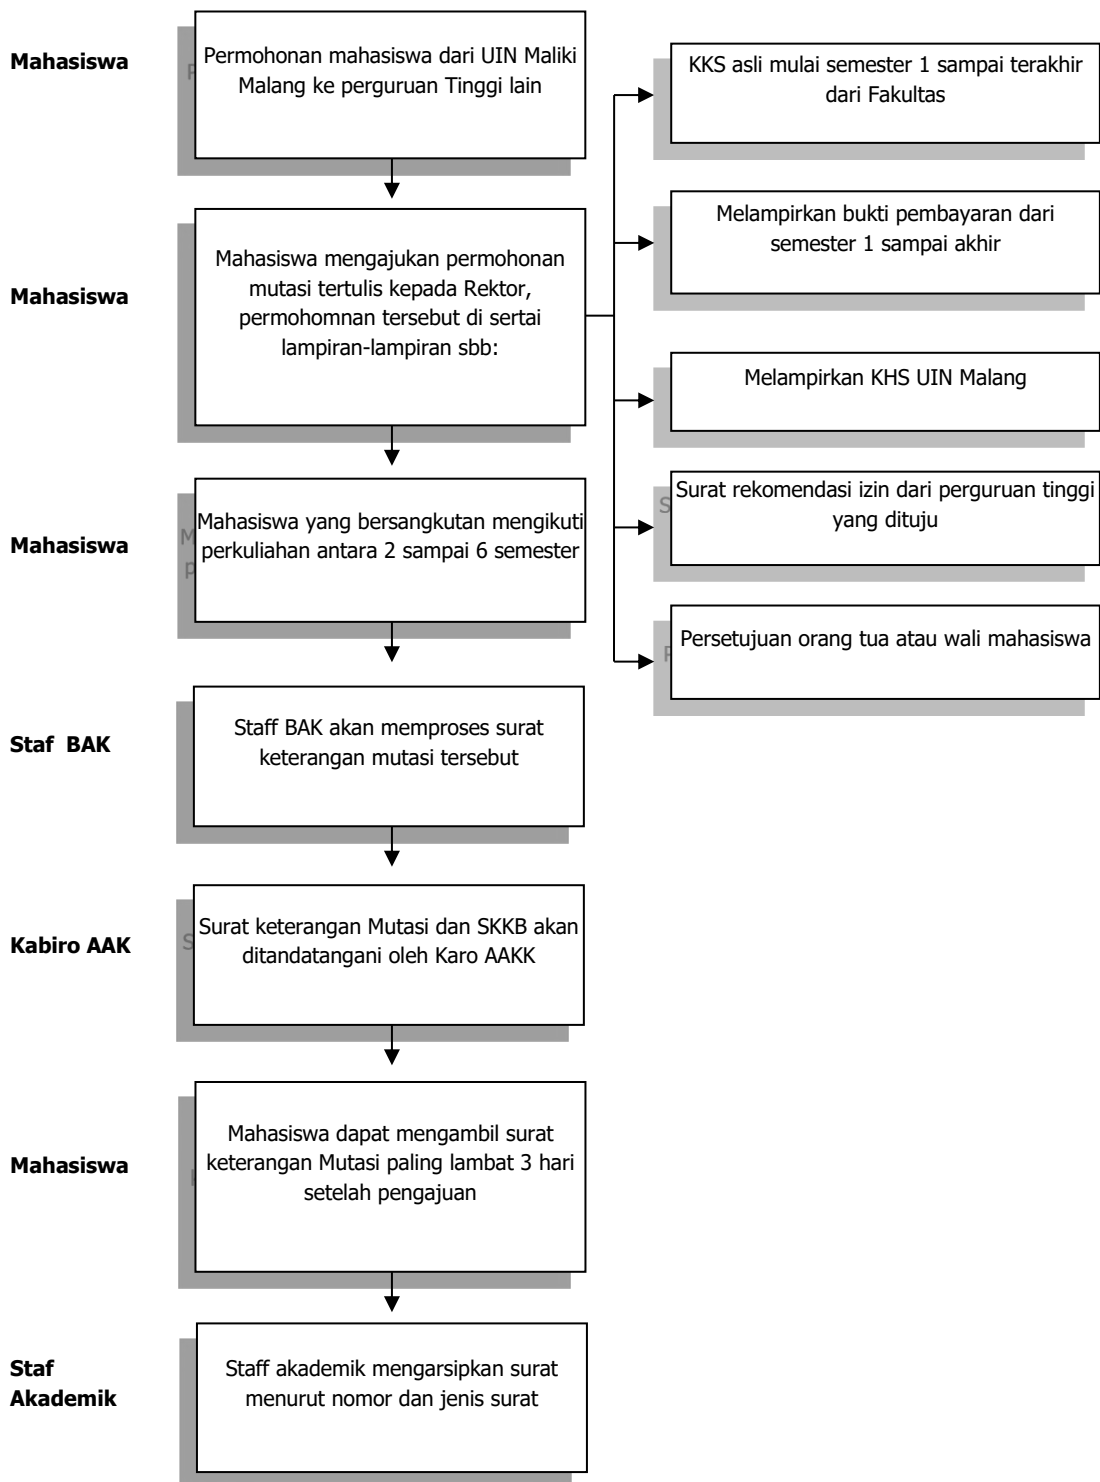 Mahasiswa
Permohonan mahasiswa dari UIN Maliki
Malang ke perguruan Tinggi lain
KKS asli mulai semester 1 sampai terakhir
dari Fakultas
Melampirkan bukti pembayaran dari
semester 1 sampai akhir
Mahasiswa
Mahasiswa mengajukan permohonan
mutasi tertulis kepada Rektor,
permohomnan tersebut di sertai
lampiran-lampiran sbb:
Melampirkan KHS UIN Malang
Surat rekomendasi izin dari perguruan tinggi
yang dituju
Mahasiswa
Mahasiswa yang bersangkutan mengikuti
perkuliahan antara 2 sampai 6 semester
Persetujuan orang tua atau wali mahasiswa
Staf  BAK
Staff BAK akan memproses surat
keterangan mutasi tersebut
Kabiro AAK
Surat keterangan Mutasi dan SKKB akan
ditandatangani oleh Karo AAKK
Mahasiswa
Mahasiswa dapat mengambil surat
keterangan Mutasi paling lambat 3 hari
setelah pengajuan
Staf
Akademik
Staff akademik mengarsipkan surat
menurut nomor dan jenis surat